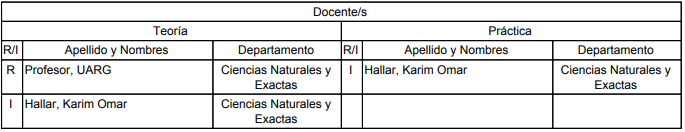 Docente/s
Teoría Práctica
R/I Apellido y Nombres Departamento R/I Apellido y Nombres Departamento
R Profesor, UARG Ciencias Naturales y Exactas I Hallar, Karim Omar Ciencias Naturales y Exactas
I Hallar, Karim Omar Ciencias Naturales y Exactas